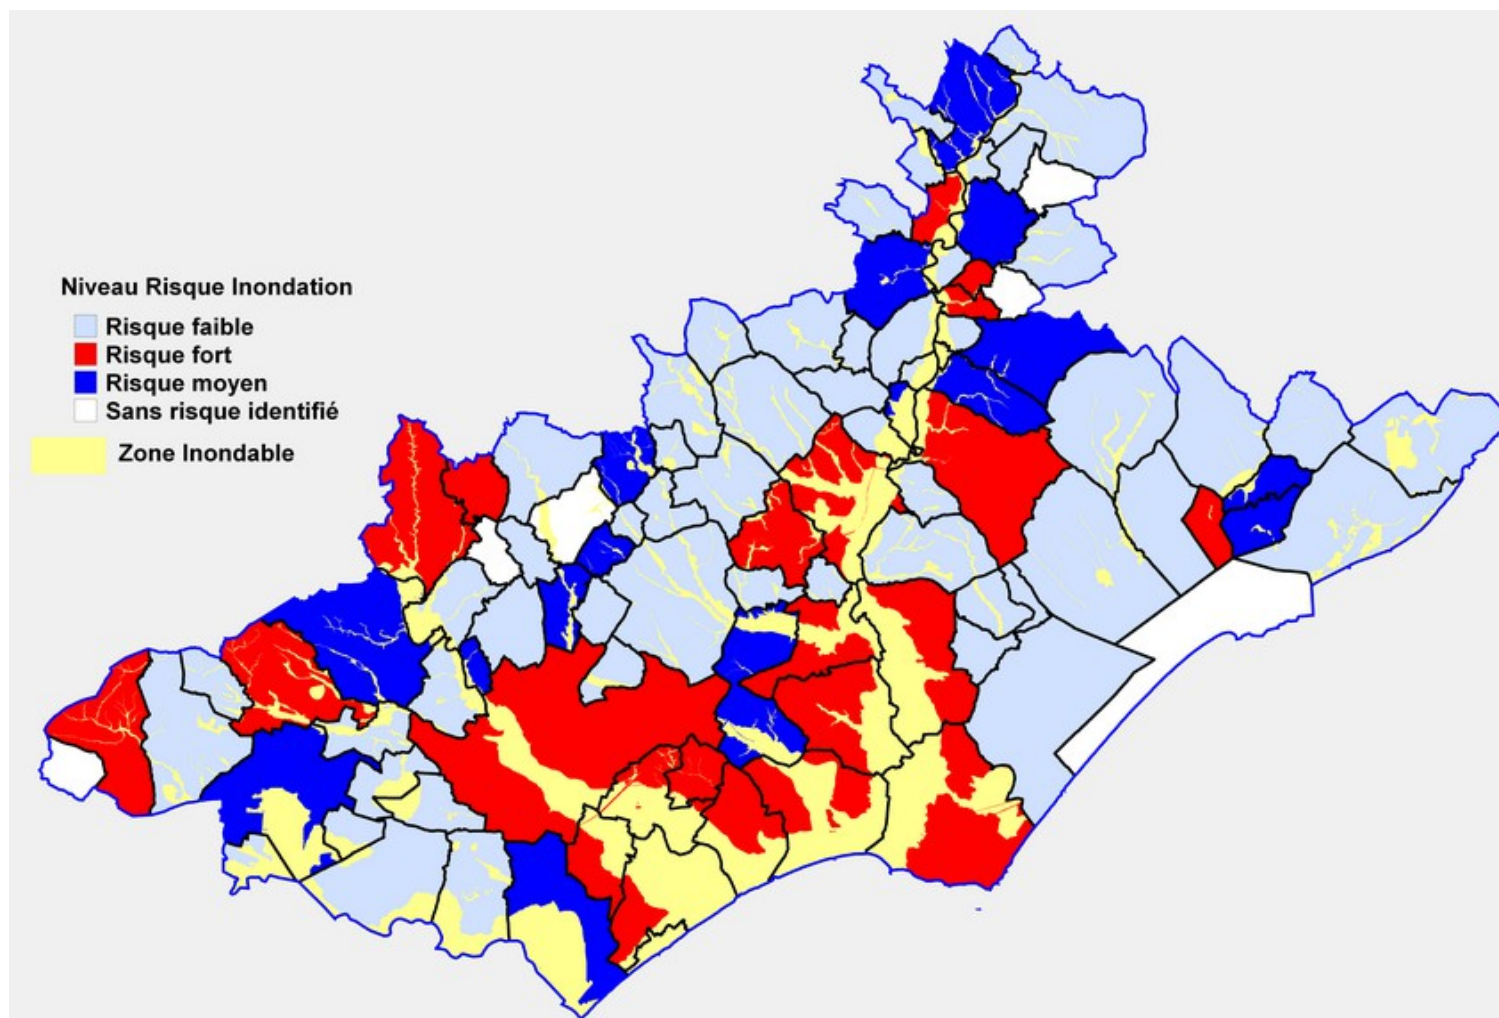 Niveau Risque Inondation
Risque faible
Risque fort
Risque moyen
Sans risque identifié
Zone Inondable